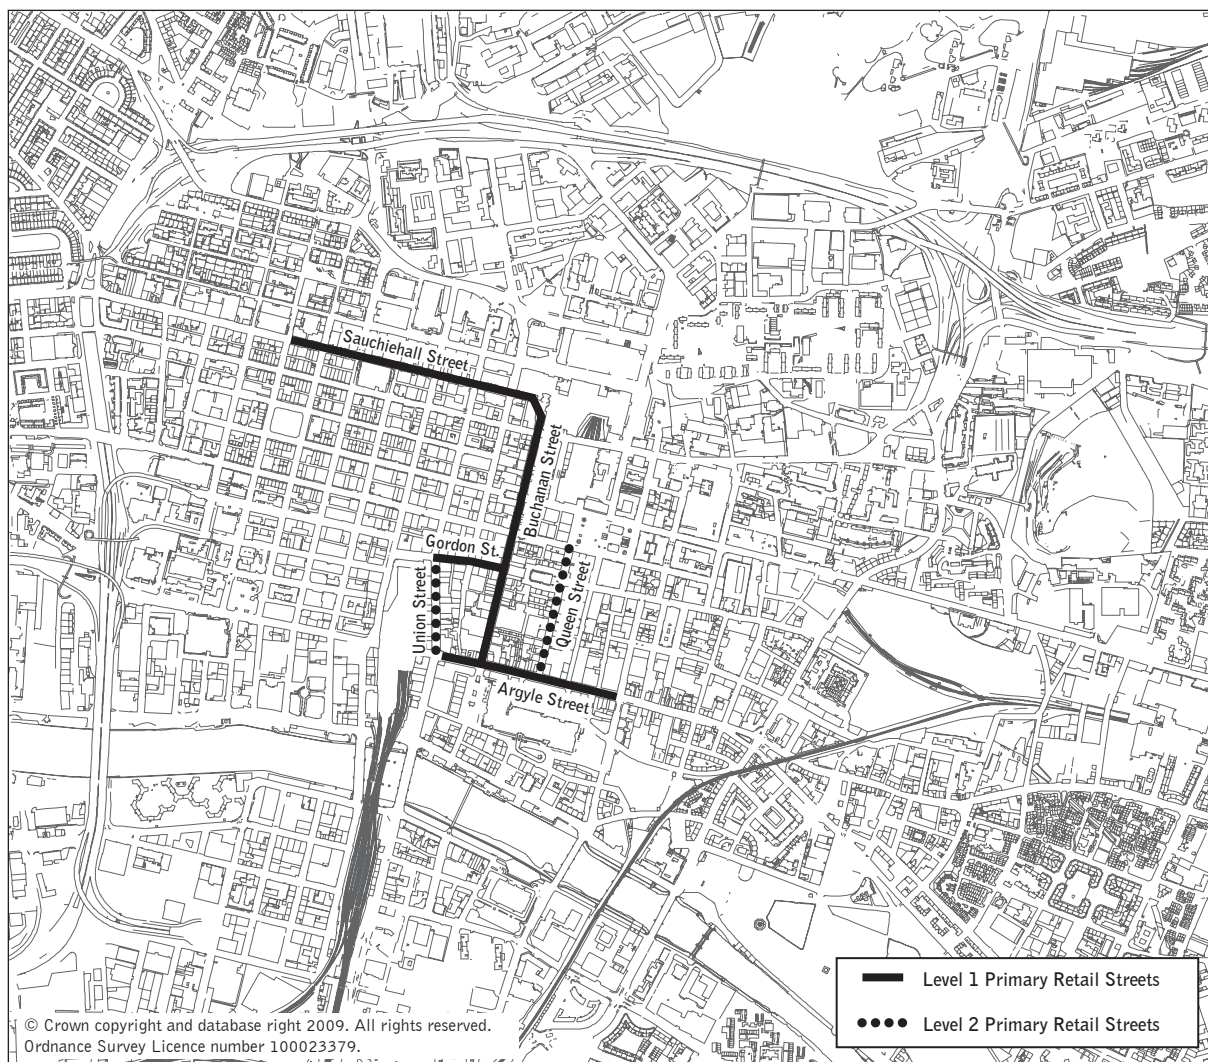 Sauchiehall Street
Buchanan Street
Gordon St.
Union Street
Queen Street
Argyle Street
Level 1 Primary Retail Streets
Level 2 Primary Retail Streets
© Crown copyright and database right 2009. All rights reserved.
Ordnance Survey Licence number 100023379.